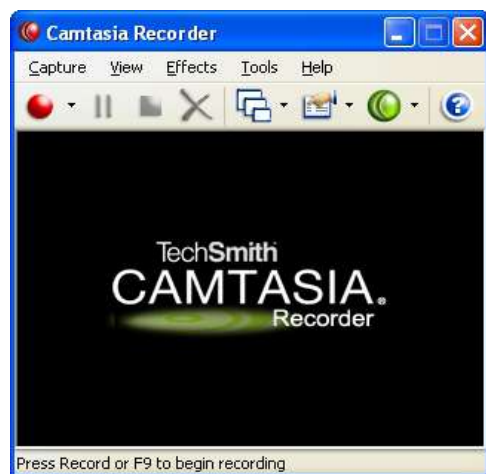 Camtasia Recorder
Capture View Effects Tools Help
TechSmith
CAMTASIA®
Recorder
Press Record or F9 to begin recording